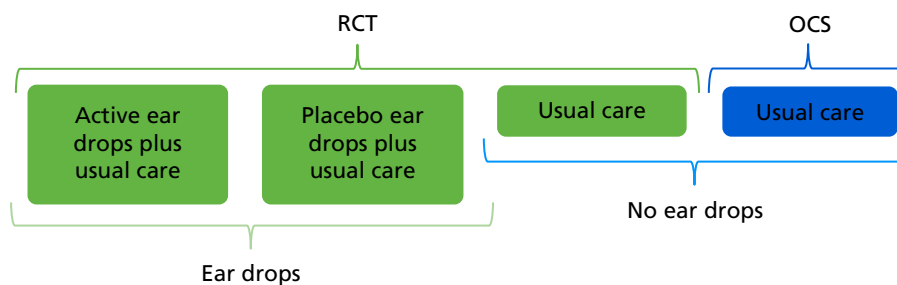 RCT
OCS
Active ear
drops plus
usual care
Placebo ear
drops plus
usual care
Usual care
Usual care
No ear drops
Ear drops